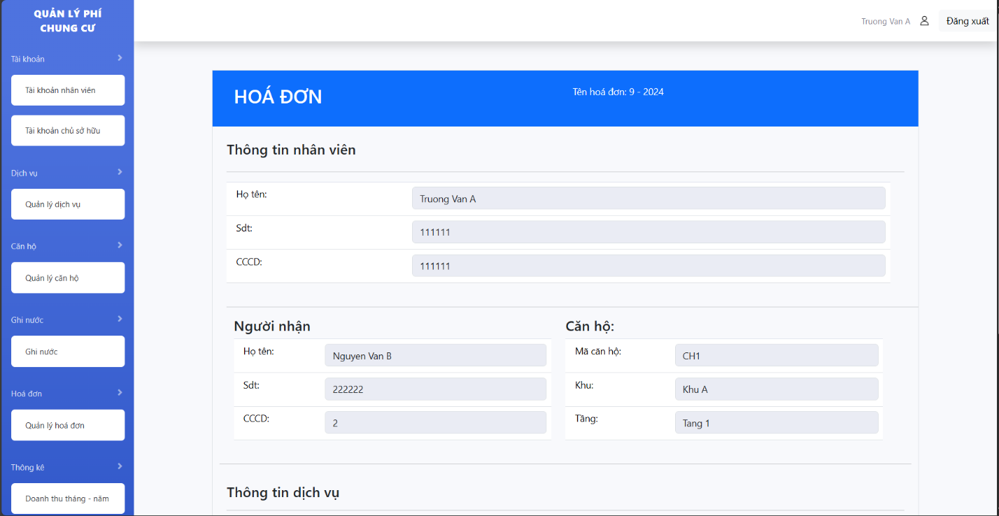 QUẢN LÝ PHÍ
CHUNG CƯ
Tài khoản
Tài khoản nhân viên
Tài khoản chủ sở hữu
Dịch vụ
Quản lý dịch vụ
Căn hộ
Quản lý căn hộ
Ghi nước
Ghi nước
Hoá đơn
Quản lý hoá đơn
Thông kê
Doanh thu tháng - năm
Truong Van A
Đăng xuất
HOÁ ĐƠN
Tên hoá đơn: 9 - 2024
Thông tin nhân viên
Họ tên:
Truong Van A
Sdt:
111111
CCCD:
111111
Người nhận
Họ tên:
Nguyen Van B
Sdt:
222222
CCCD:
2
Căn hộ:
Mã căn hộ:
CH1
Khu:
Khu A
Tầng:
Tang 1
Thông tin dịch vụ